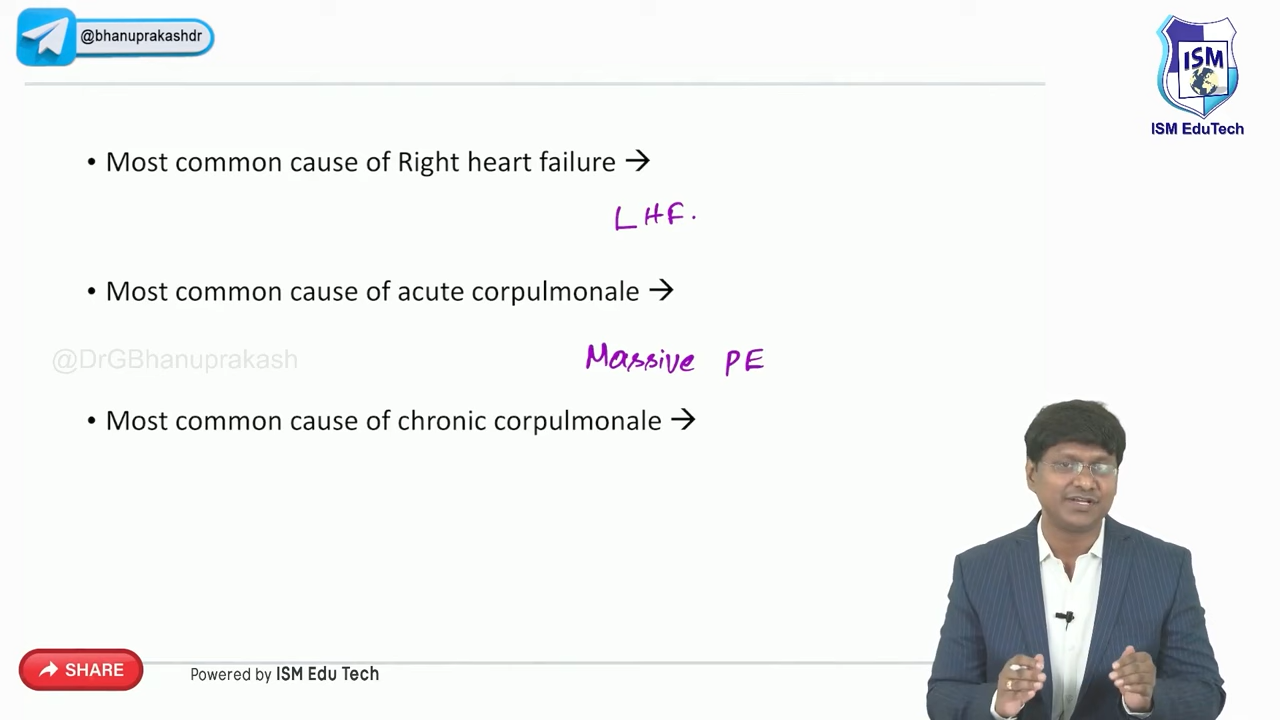 @bhanuprakashdr
ISM
ISM EduTech
• Most common cause of Right heart failure →
LHF.
• Most common cause of acute corpulmonale →
@DrGBhanuprakash
Massive PE
• Most common cause of chronic corpulmonale →
SHARE
Powered by ISM Edu Tech